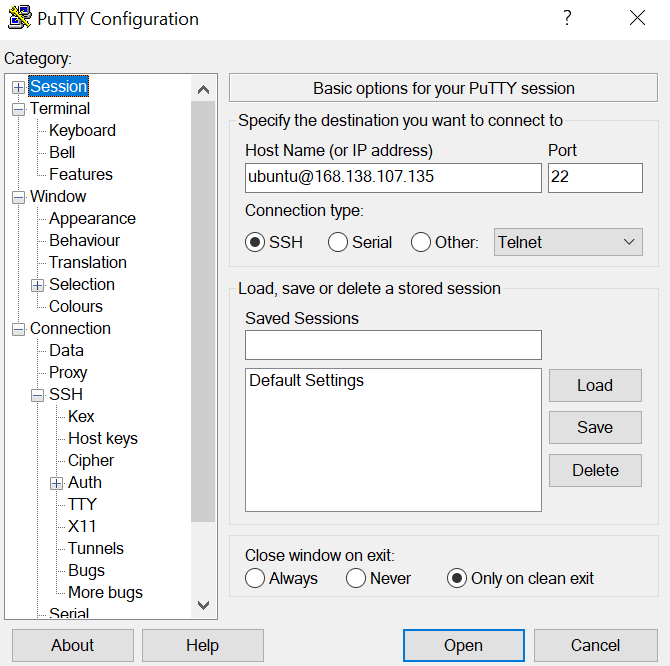 PuTTY Configuration
?
Category:
Session
Terminal
Keyboard
Bell
Features
Window
Appearance
Behaviour
Translation
Selection
Colours
Connection
Data
Proxy
SSH
Kex
Host keys
Cipher
Auth
TTY
X11
Tunnels
Bugs
More bugs
Serial
Basic options for your PuTTY session
Specify the destination you want to connect to
Host Name (or IP address) Port
ubuntu@168.138.107.135 22
Connection type:
SSH Serial Other: Telnet
Load, save or delete a stored session
Saved Sessions
Default Settings
Load
Save
Delete
Close window on exit:
Always Never Only on clean exit
About Help Open Cancel